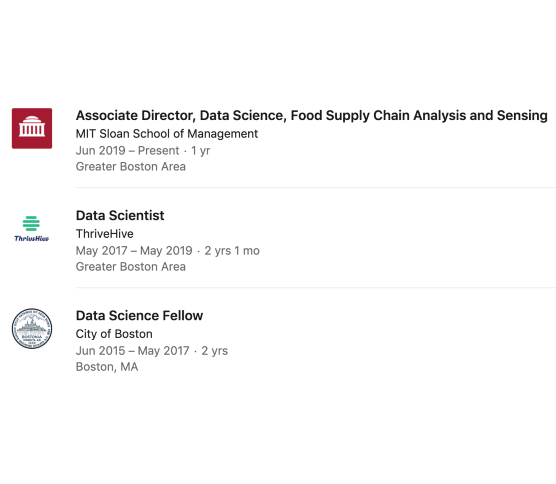 Associate Director, Data Science, Food Supply Chain Analysis and Sensing
MIT Sloan School of Management
Jun 2019 – Present · 1 yr
Greater Boston Area
ThriveHive
Data Scientist
ThriveHive
May 2017 – May 2019 · 2 yrs 1 mo
Greater Boston Area
BOSTONIA
Data Science Fellow
City of Boston
Jun 2015 – May 2017 · 2 yrs
Boston, MA